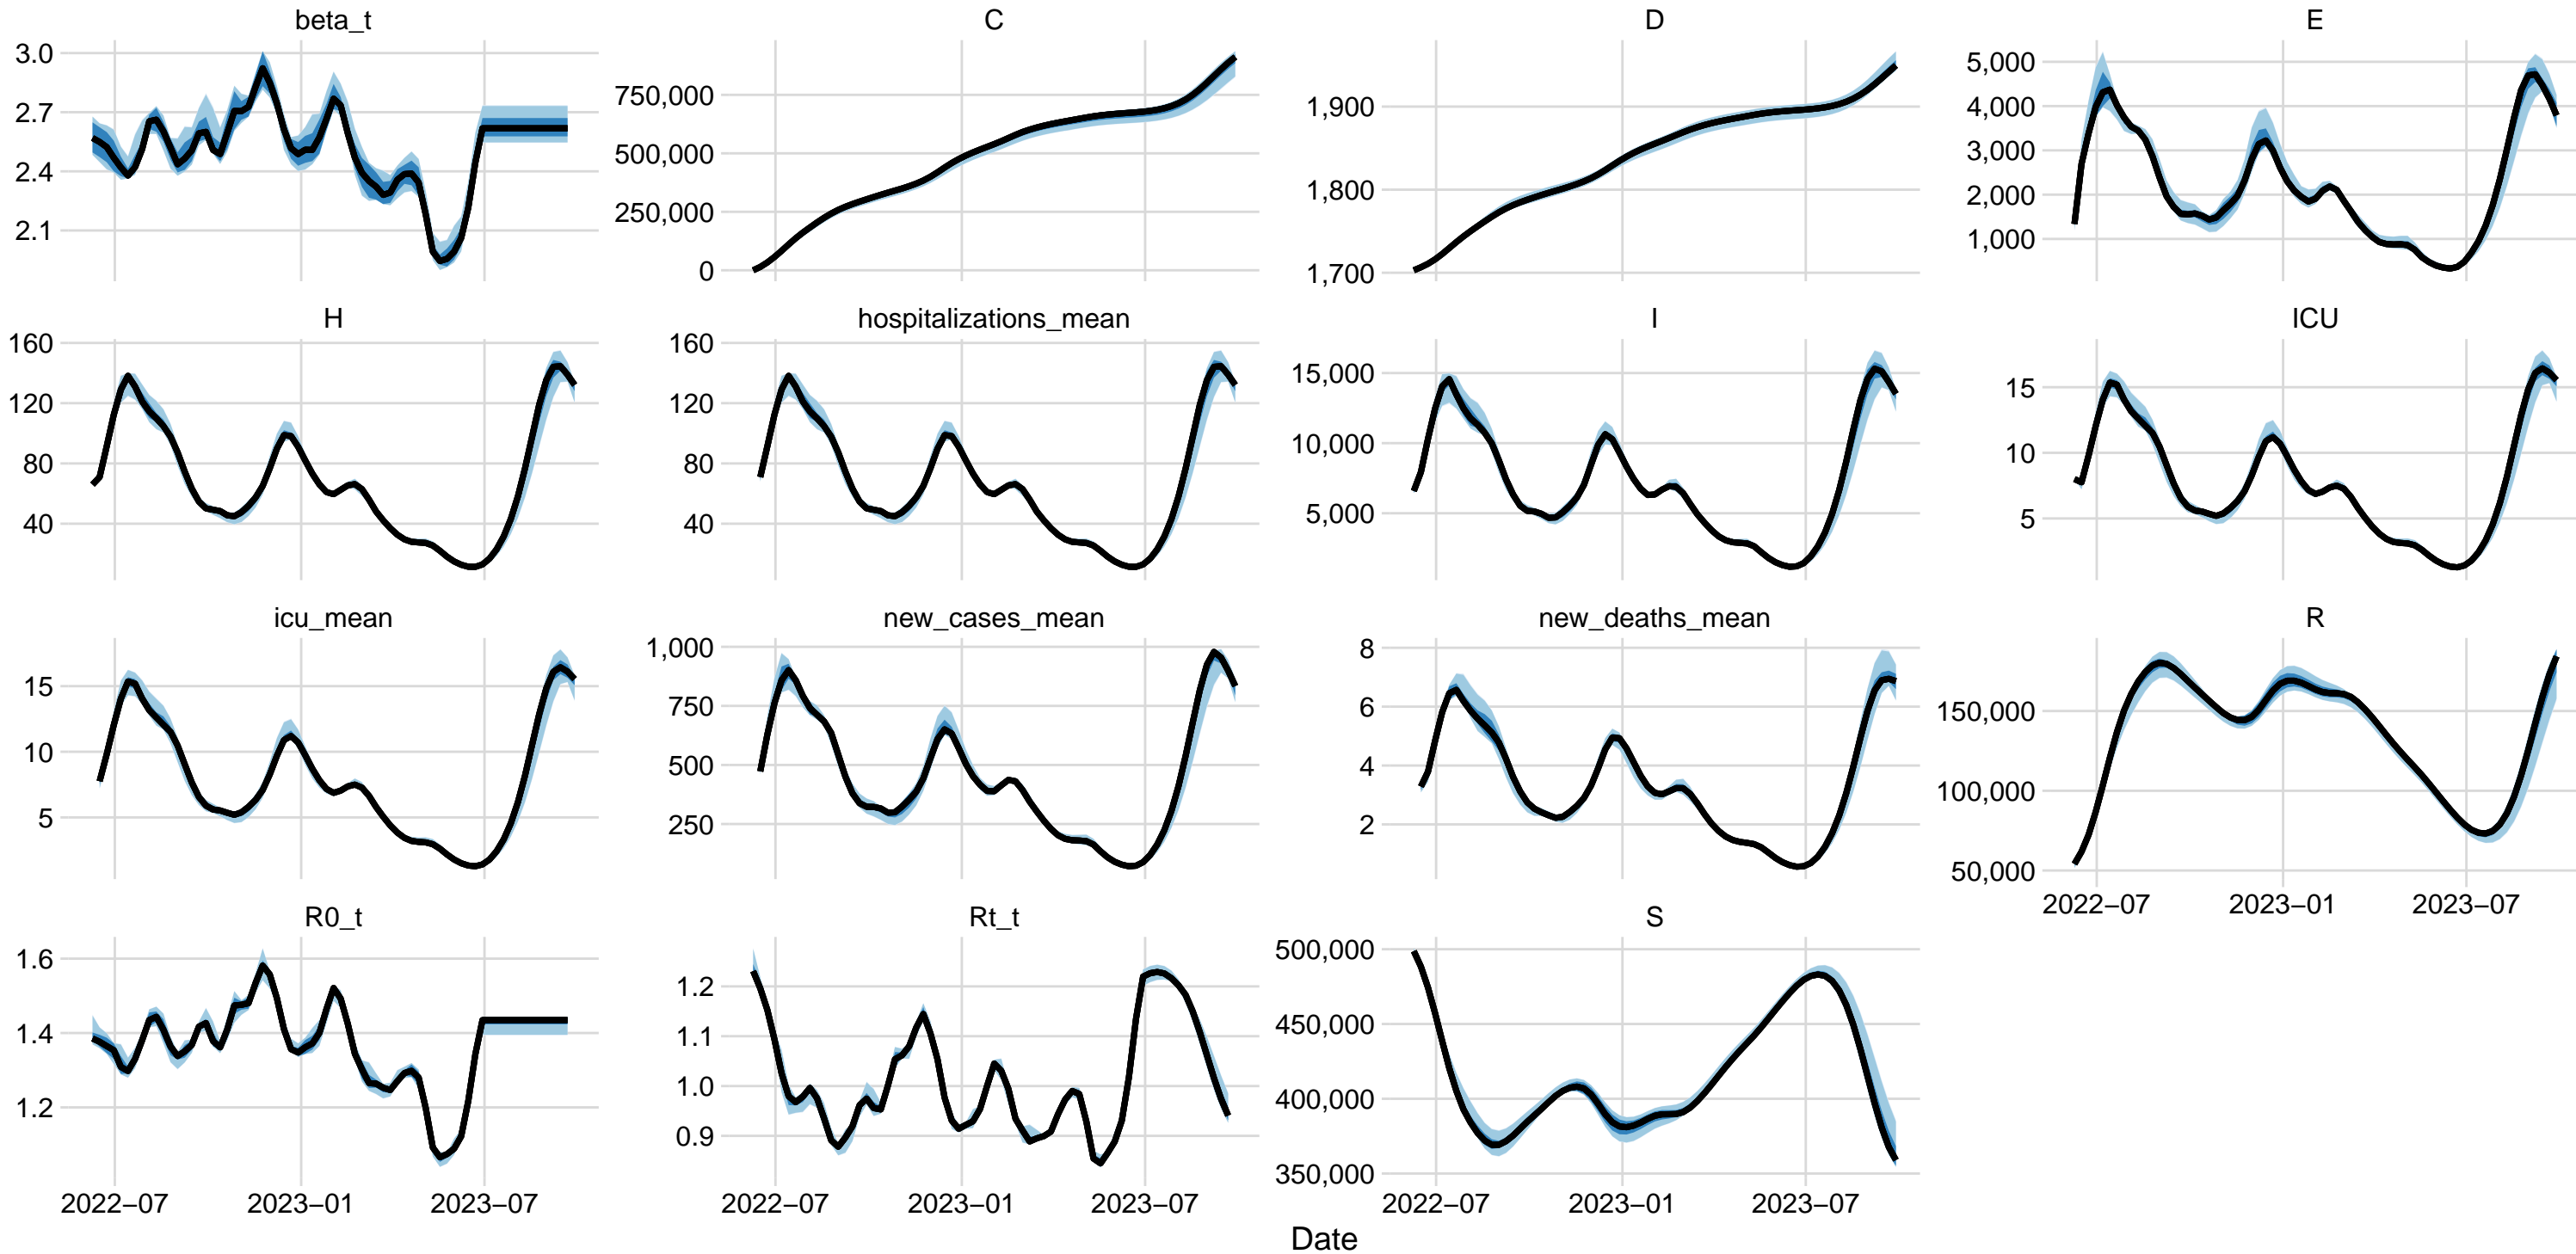 beta_t
C
D
E
3.0
2.7
2.4
2.1
750,000
500,000
250,000
0
1,900
1,800
1,700
5,000
4,000
3,000
2,000
1,000
H
hospitalizations_mean
I
ICU
160
120
80
40
160
120
80
40
15,000
10,000
5,000
15
10
5
icu_mean
new_cases_mean
new_deaths_mean
R
15
10
5
1,000
750
500
250
8
6
4
2
150,000
100,000
50,000
2022−07 2023−01 2023−07
R0_t
Rt_t
S
1.6
1.4
1.2
1.2
1.1
1.0
0.9
500,000
450,000
400,000
350,000
2022−07 2023−01 2023−07
2022−07 2023−01 2023−07
2022−07 2023−01 2023−07
Date